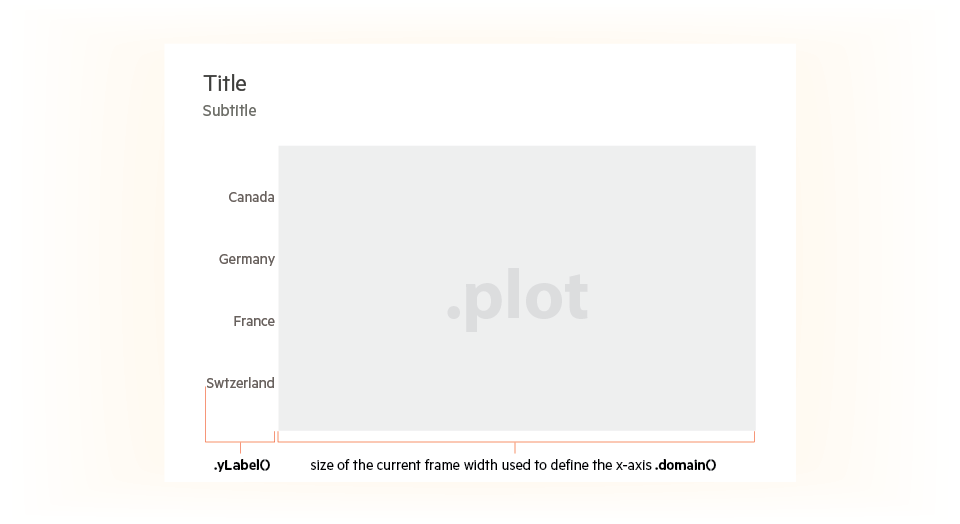 Title
Subtitle
Canada
Germany
France
Swtzerland
.plot
.yLabel()
size of the current frame width used to define the x-axis .domain()